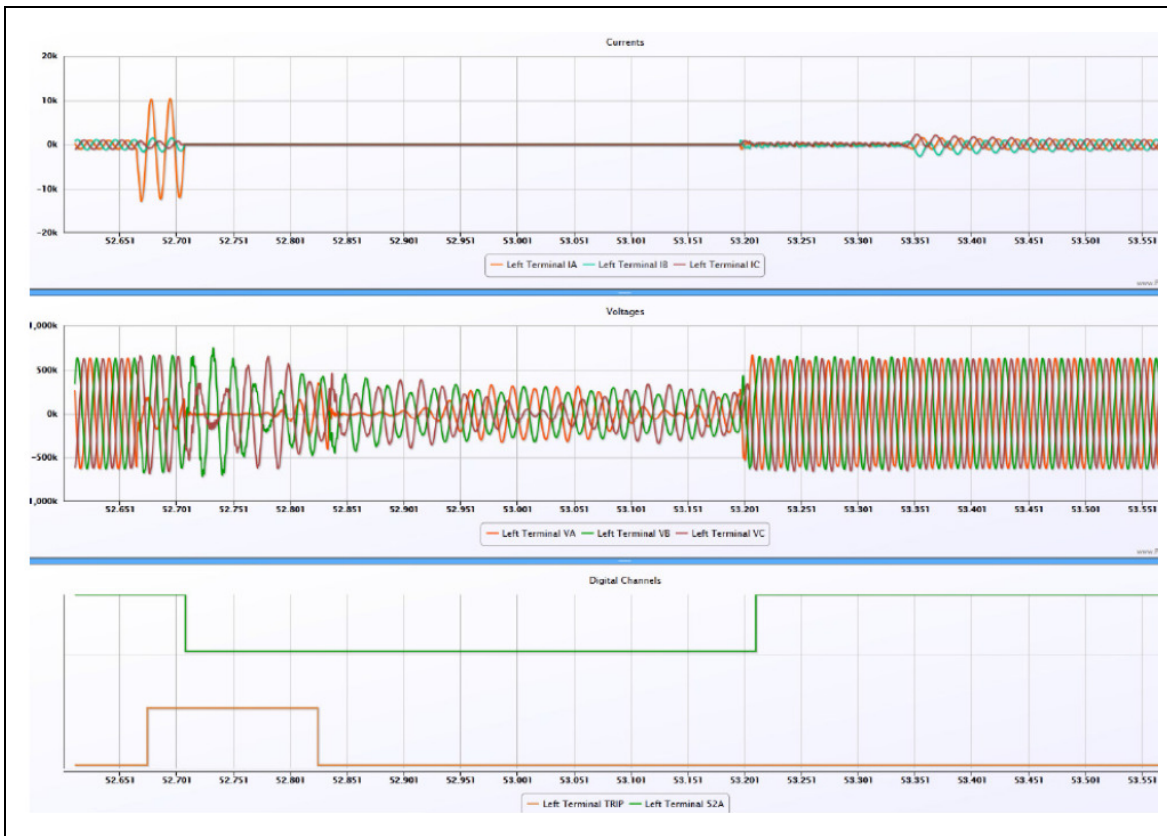 Currents
20k
10k
0k
-10k
-20k
52.651 52.701 52.751 52.801 52.851 52.901 52.951 53.001 53.051 53.101 53.151 53.201 53.251 53.301 53.351 53.401 53.451 53.501 53.551
Left Terminal IA Left Terminal IB Left Terminal IC
Voltages
1,000k
500k
0k
-500k
1,000k
52.651 52.701 52.751 52.801 52.851 52.901 52.951 53.001 53.051 53.101 53.151 53.201 53.251 53.301 53.351 53.401 53.451 53.501 53.551
Left Terminal VA Left Terminal VB Left Terminal VC
Digital Channels
52.651 52.701 52.751 52.801 52.851 52.901 52.951 53.001 53.051 53.101 53.151 53.201 53.251 53.301 53.351 53.401 53.451 53.501 53.551
Left Terminal TRIP Left Terminal 52A